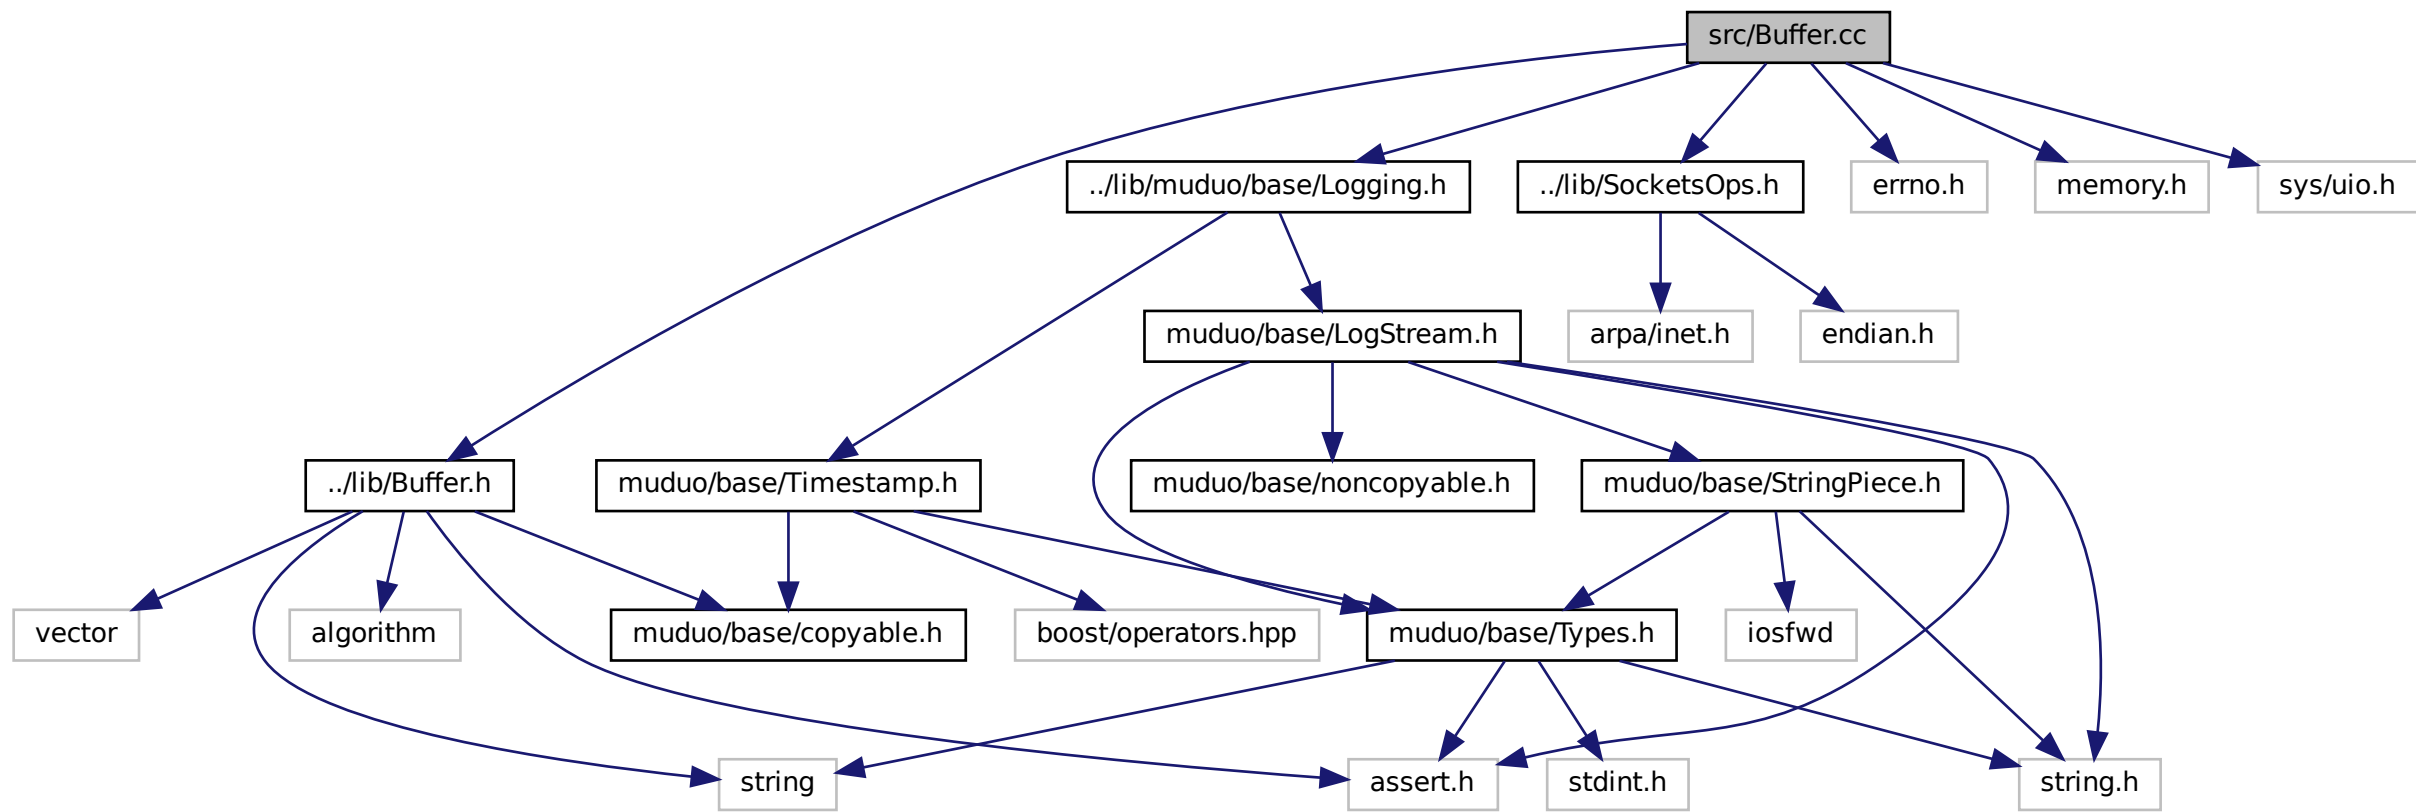 src/Buffer.cc
../lib/muduo/base/Logging.h
../lib/SocketsOps.h
errno.h
memory.h
sys/uio.h
muduo/base/LogStream.h
arpa/inet.h
endian.h
../lib/Buffer.h
muduo/base/Timestamp.h
muduo/base/noncopyable.h
muduo/base/StringPiece.h
vector
algorithm
muduo/base/copyable.h
boost/operators.hpp
muduo/base/Types.h
iosfwd
string
assert.h
stdint.h
string.h